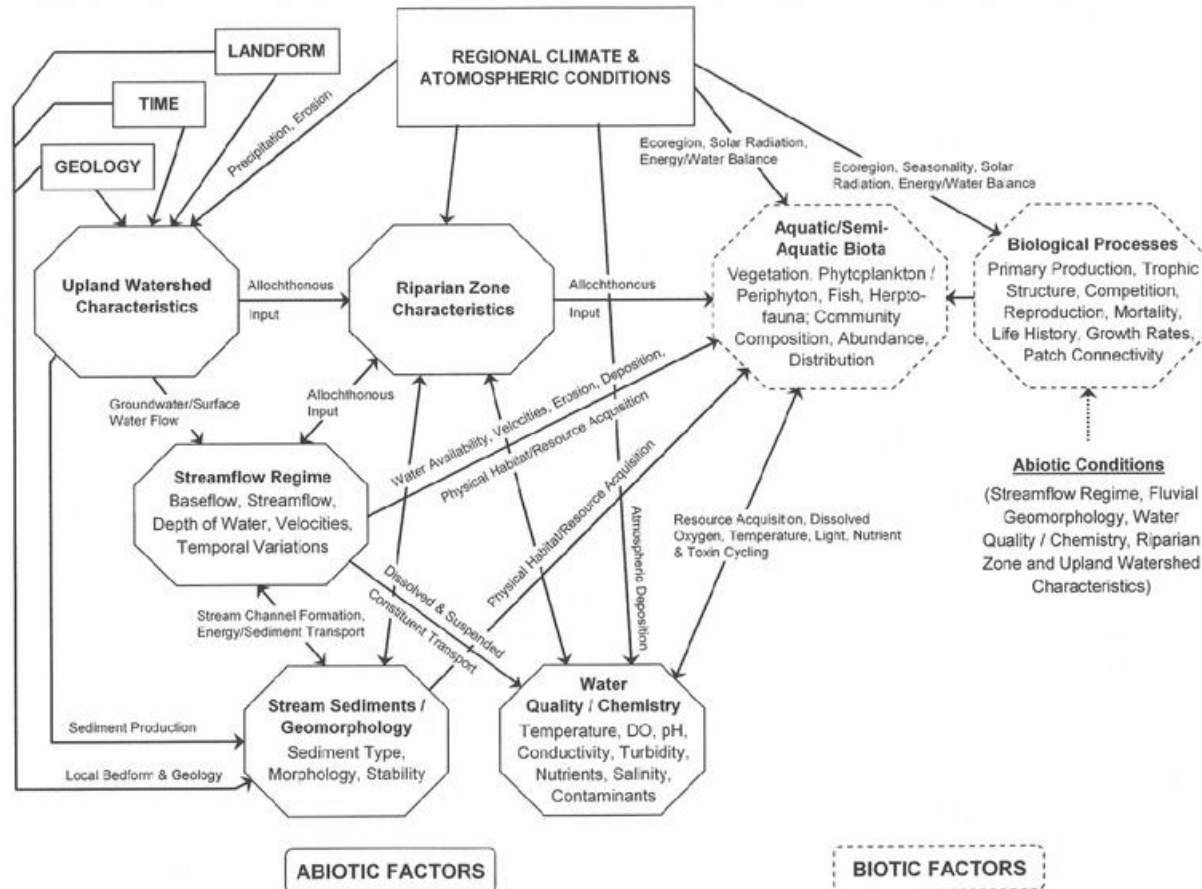 LANDFORM
REGIONAL CLIMATE &
ATOMOSPHERIC CONDITIONS
TIME
GEOLOGY
Precipitation, Erosion
Ecoregion, Solar Radiation,
Energy/Water Balance
Ecoregion, Seasonality, Solar
Radiation, Energy/Water Balance
Upland Watershed
Characteristics
Allochthonous
Input
Riparian Zone
Characteristics
Allochthonous
Input
Aquatic/Semi-
Aquatic Biota
Vegetation, Phytoplankton /
Periphyton, Fish, Herpto-
fauna; Community
Composition, Abundance,
Distribution
Biological Processes
Primary Production, Trophic
Structure, Competition,
Reproduction, Mortality,
Life History, Growth Rates,
Patch Connectivity
Groundwater/Surface
Water Flow
Allochthonous
Input
Water Availability, Velocities, Erosion, Deposition,
Physical Habitat/Resource Acquisition
Streamflow Regime
Baseflow, Streamflow,
Depth of Water, Velocities,
Temporal Variations
Physical Habitat/Resource Acquisition
Atmospheric Deposition
Resource Acquisition, Dissolved
Oxygen, Temperature, Light, Nutrient
& Toxin Cycling
Abiotic Conditions
(Streamflow Regime, Fluvial
Geomorphology, Water
Quality / Chemistry, Riparian
Zone and Upland Watershed
Characteristics)
Dissolved & Suspended
Constituent Transport
Stream Channel Formation,
Energy/Sediment Transport
Stream Sediments /
Geomorphology
Sediment Type,
Morphology, Stability
Water
Quality / Chemistry
Temperature, DO, pH,
Conductivity, Turbidity,
Nutrients, Salinity,
Contaminants
Sediment Production
Local Bedform & Geology
ABIOTIC FACTORS
BIOTIC FACTORS